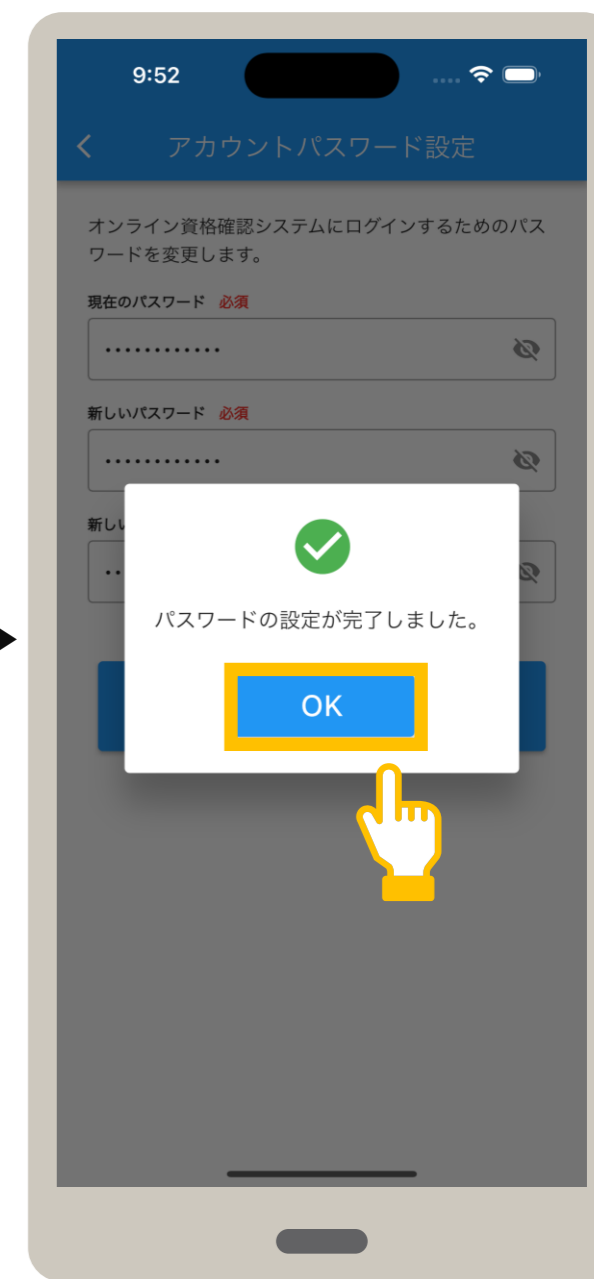 9:52
アカウントパスワード設定
オンライン資格確認システムにログインするためのパス
ワードを変更します。
現在のパスワード 必須
••••••••••••
新しいパスワード 必須
••••••••••••
新しい
••
パスワードの設定が完了しました。
OK